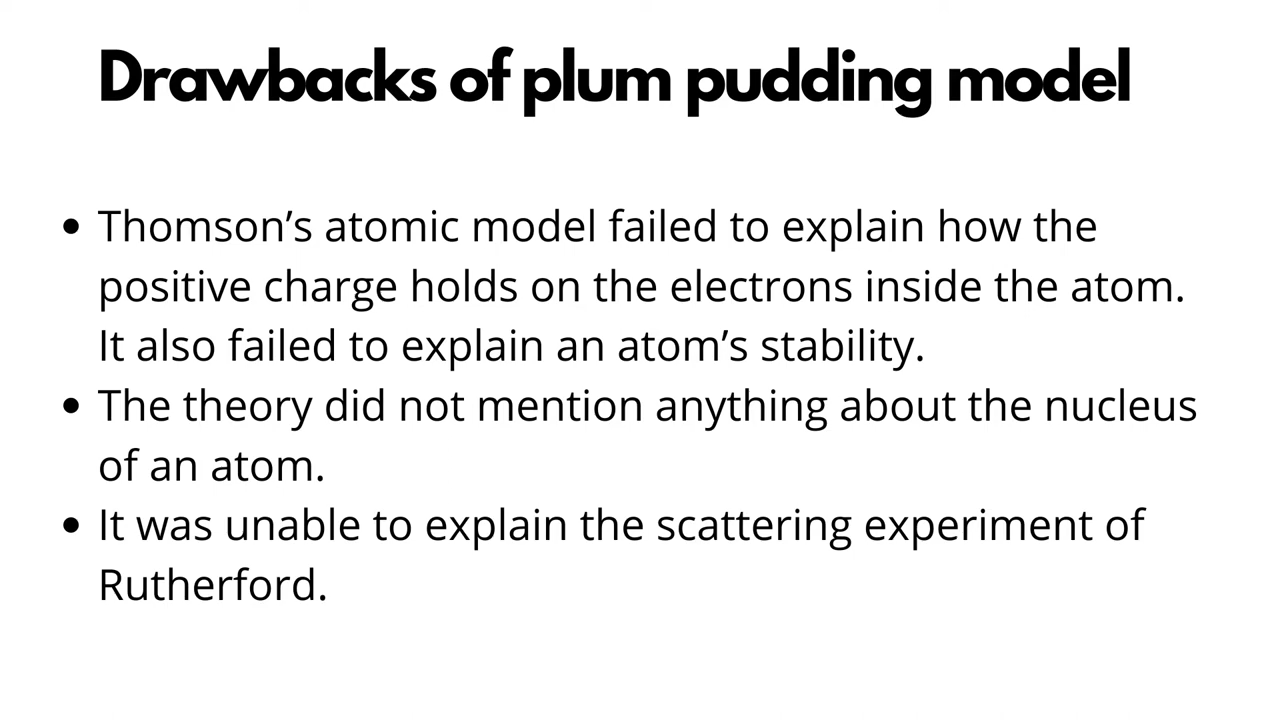 Drawbacks of plum pudding model
• Thomson’s atomic model failed to explain how the
positive charge holds on the electrons inside the atom.
It also failed to explain an atom’s stability.
• The theory did not mention anything about the nucleus
of an atom.
• It was unable to explain the scattering experiment of
Rutherford.